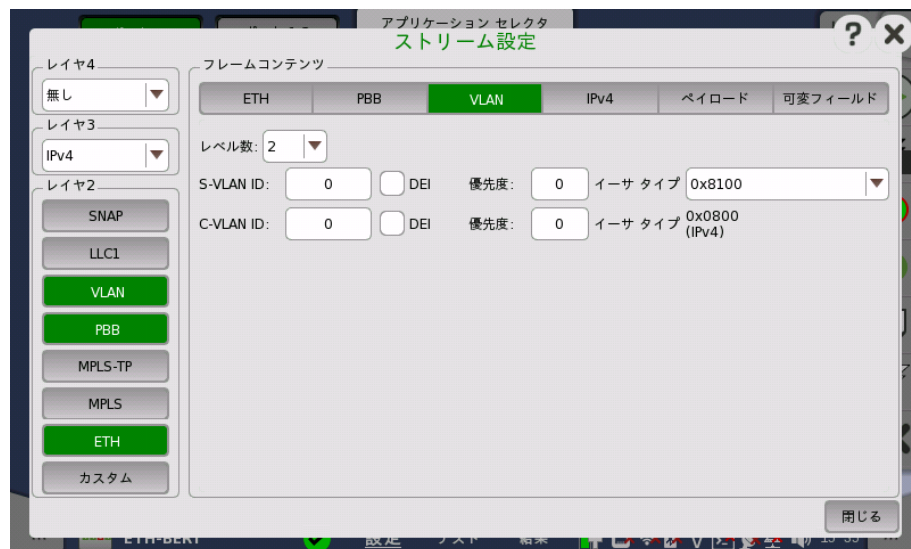 アプリケーション セレクタ
ストリーム設定
?
レイヤ4
無し
レイヤ3
IPv4
レイヤ2
SNAP
LLC1
VLAN
PBB
MPLS-TP
MPLS
ETH
カスタム
フレームコンテンツ
ETH PBB VLAN IPv4 ペイロード 可変フィールド
レベル数: 2
S-VLAN ID: 0 DEI 優先度: 0 イーサ タイプ 0x8100
C-VLAN ID: 0 DEI 優先度: 0 イーサ タイプ 0x0800
(IPv4)
閉じる
ETH-BERT 設定 テスト 結果